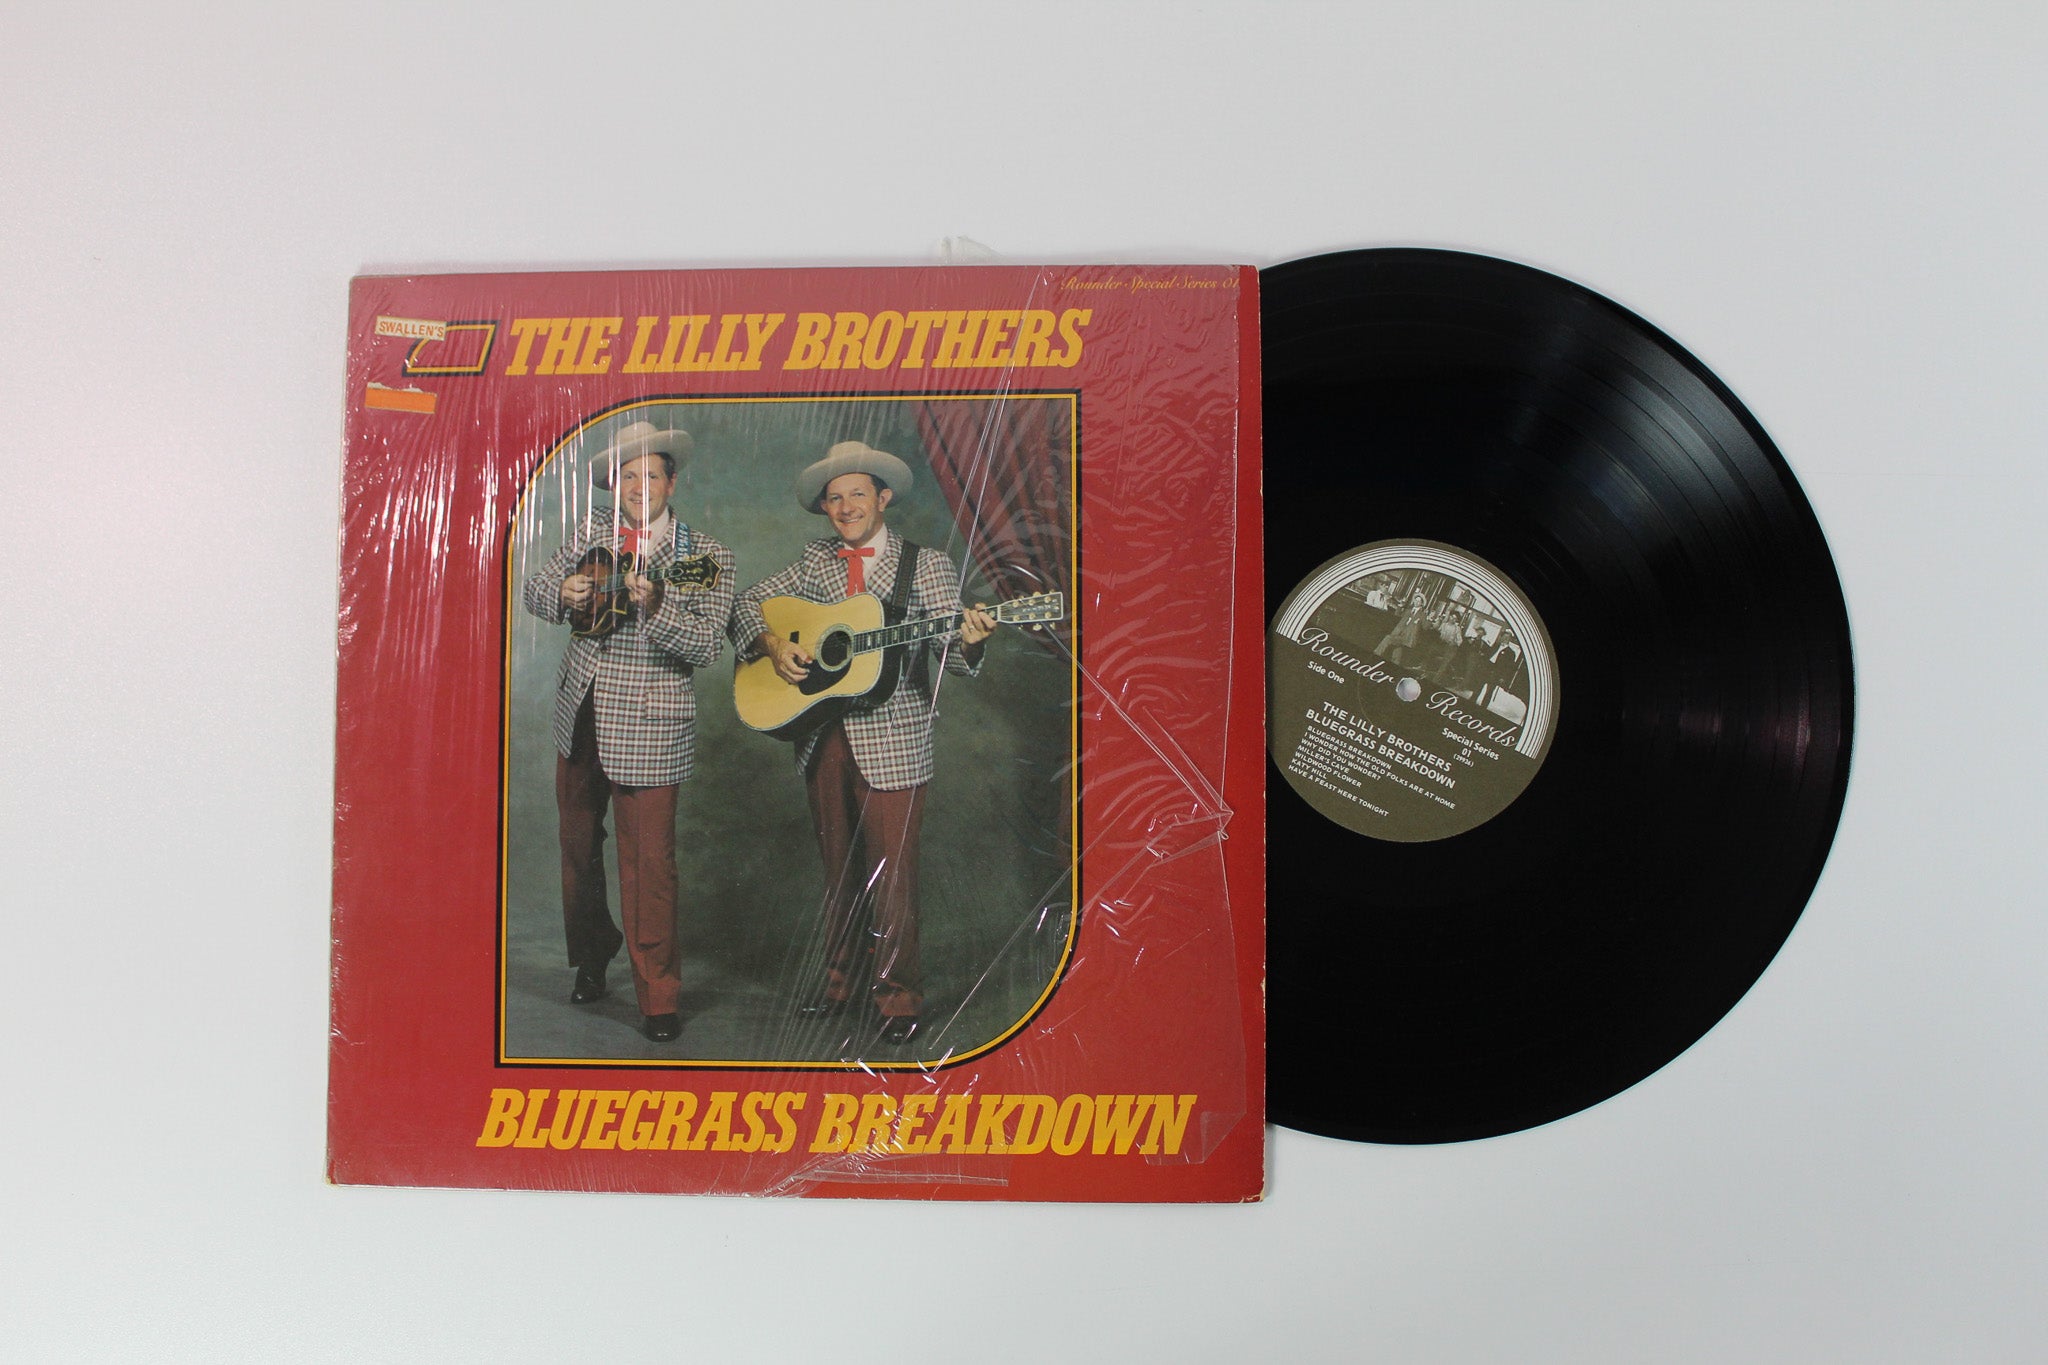 Rounder Special Series 01
SWALLEN'S
THE LILLY BROTHERS
BLUEGRASS BREAKDOWN
Rounder Records
Side One
Special Series
01
(29926)
THE LILLY BROTHERS
BLUEGRASS BREAKDOWN
BLUEGRASS BREAKDOWN
I WONDER HOW THE OLD FOLKS ARE AT HOME
WHY DID YOU WONDER?
MILLER'S CAVE
WILDWOOD FLOWER
KATY HILL
HAVE A FEAST HERE TONIGHT